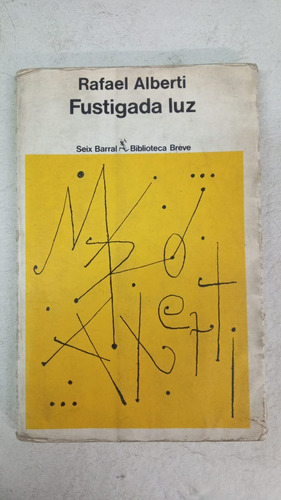 Rafael Alberti
Fustigada luz
Seix Barral Biblioteca Breve